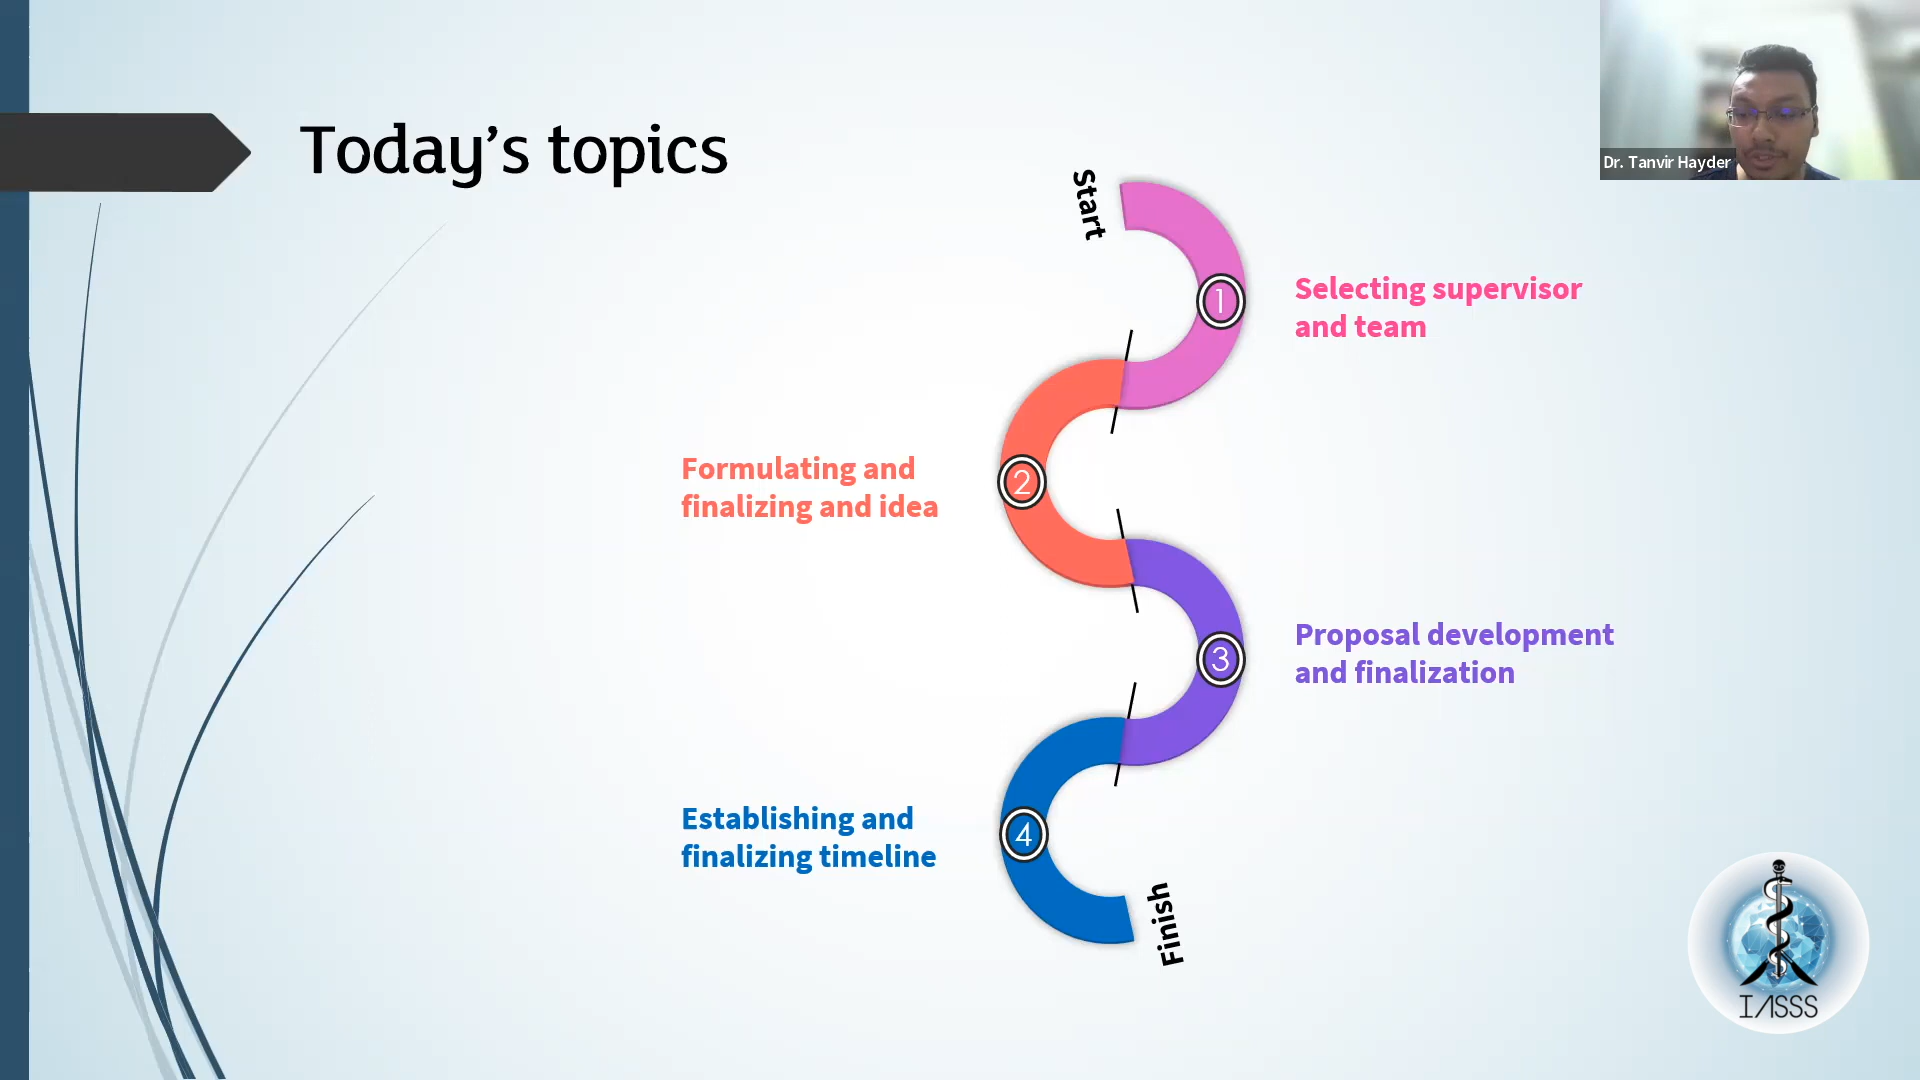 Today's topics
Dr. Tanvir Hayder
Start
1
Selecting supervisor
and team
2
Formulating and
finalizing and idea
3
Proposal development
and finalization
4
Establishing and
finalizing timeline
Finish
IASSS